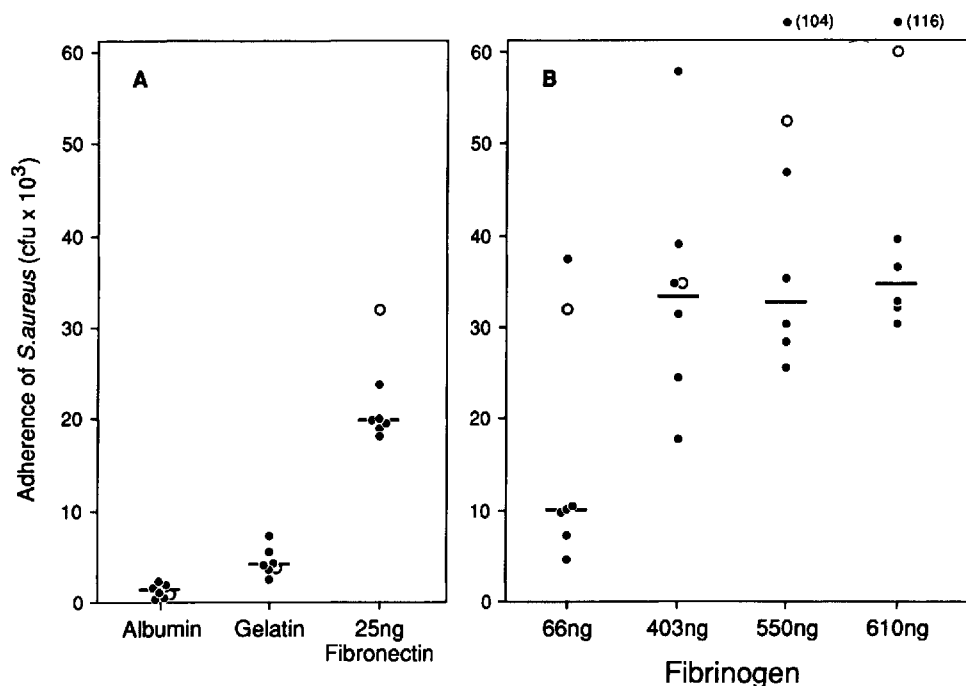 (104) (116)
60 A 60 B
50 50
40 40
30 30
20 20
10 10
0 0
Adherence of S.aureus (cfu x 10³)
Albumin Gelatin 25ng 66ng 403ng 550ng 610ng
Fibronectin
Fibrinogen